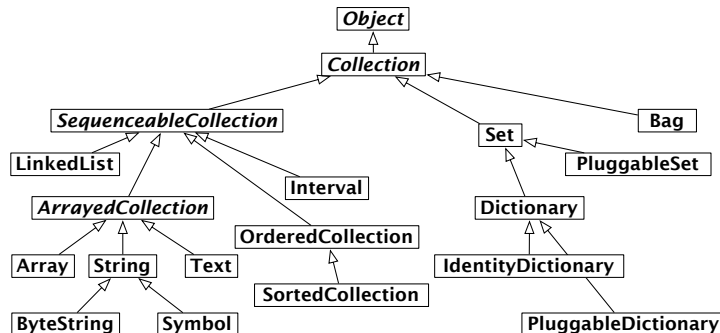 Object
Collection
SequenceableCollection
Bag
Set
LinkedList
PluggableSet
Interval
ArrayedCollection
Dictionary
OrderedCollection
Array
String
Text
IdentityDictionary
SortedCollection
ByteString
Symbol
PluggableDictionary